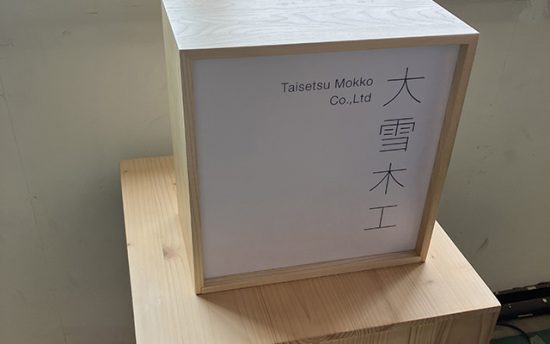 大雪木工
Taisetsu Mokko
Co.,Ltd